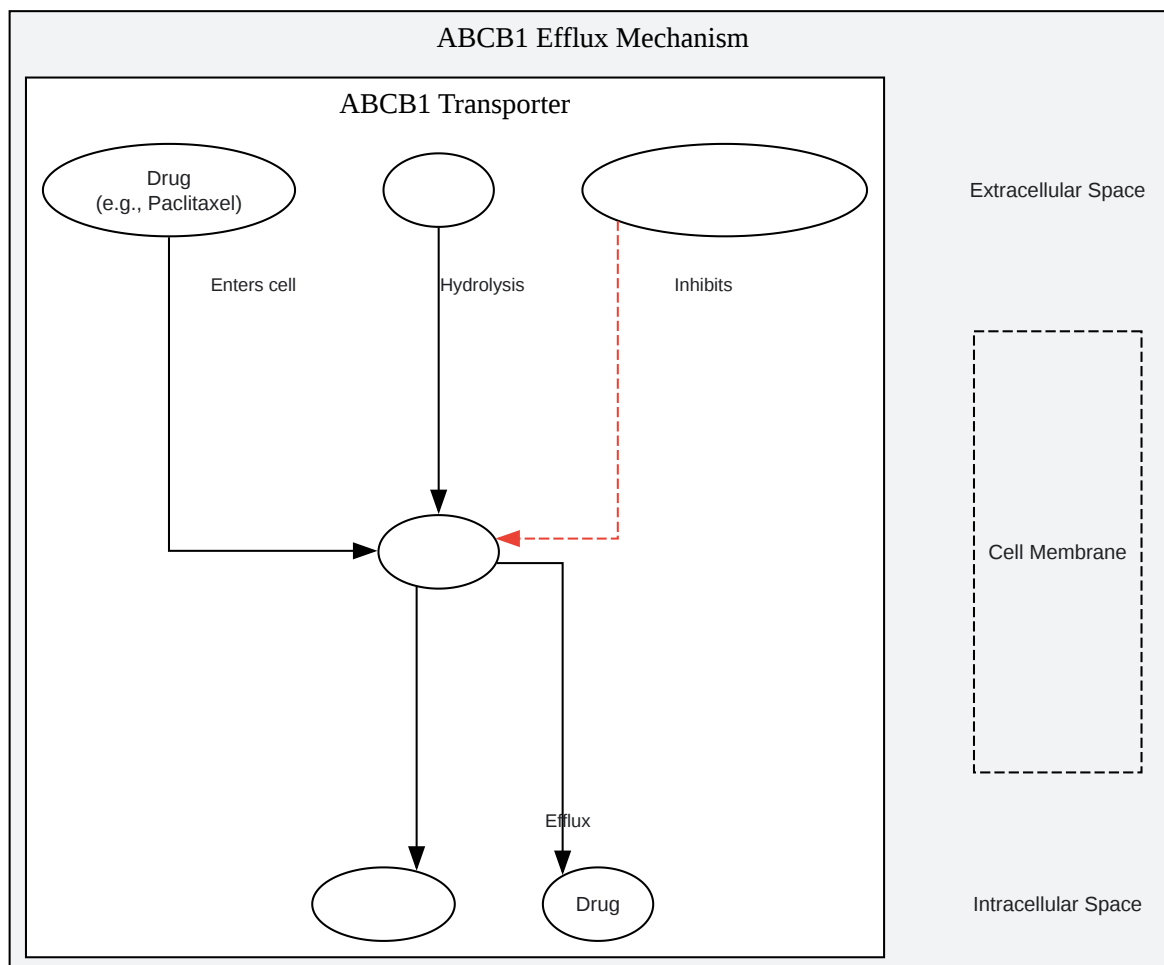 ABCB1 Efflux Mechanism
ABCB1 Transporter
Drug
(e.g., Paclitaxel)
Extracellular Space
Enters cell
Hydrolysis
Inhibits
Cell Membrane
Efflux
Drug
Intracellular Space